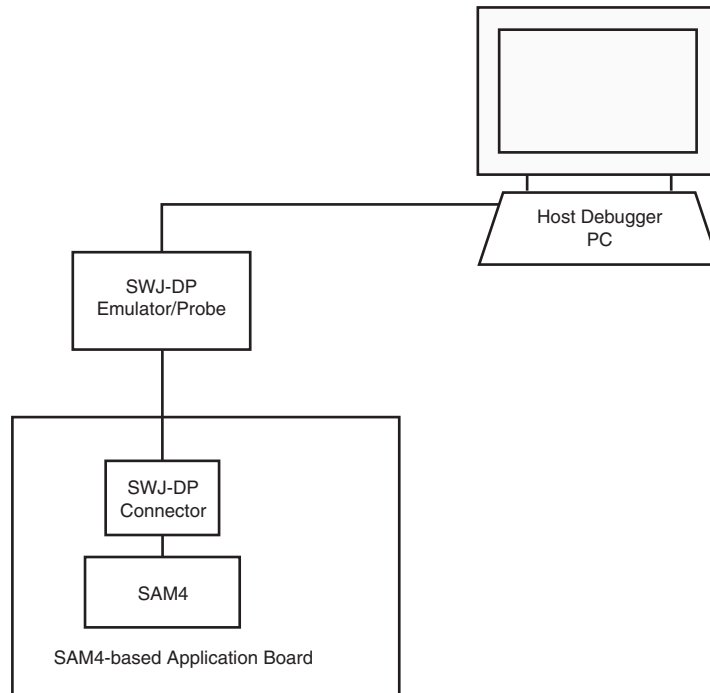 Host Debugger
PC
SWJ-DP
Emulator/Probe
SWJ-DP
Connector
SAM4
SAM4-based Application Board